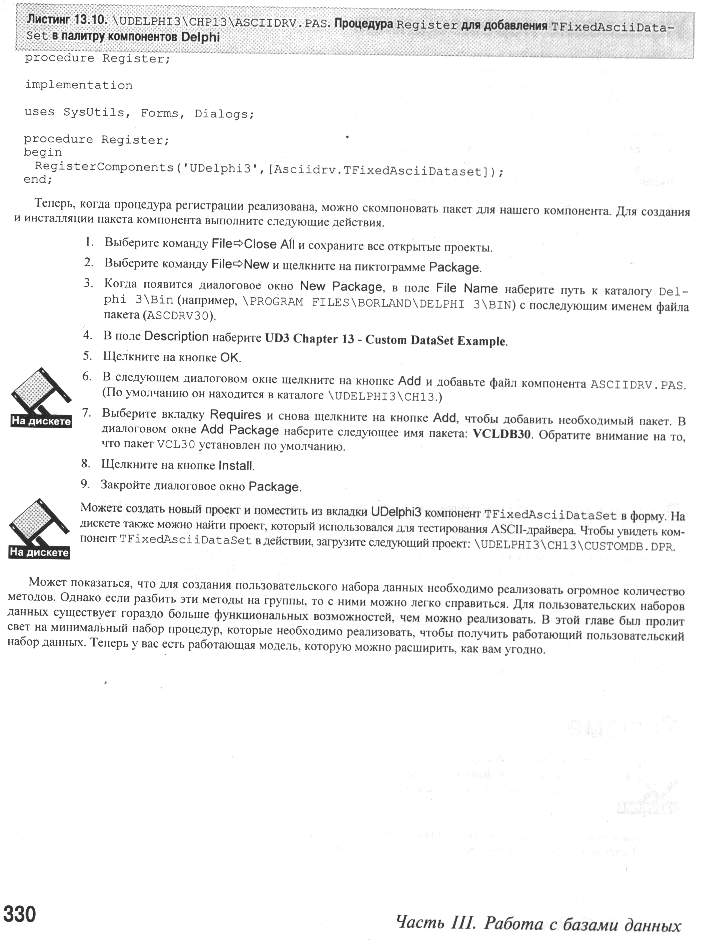 Листинг 13.10. \UDELPHI3\CHP13\ASCIIDRV.PAS. Процедура Register для добавления TFixedAsciiData-
Set в палитру компонентов Delphi
procedure Register;
implementation
uses SysUtils, Forms, Dialogs;
procedure Register;
begin
RegisterComponents('UDelphi3',[Asciidrv.TFixedAsciiDataset]);
end;
Теперь, когда процедура регистрации реализована, можно скомпоновать пакет для нашего компонента. Для создания
и инсталляции пакета компонента выполните следующие действия.
1. Выберите команду File⇨Close All и сохраните все открытые проекты.
2. Выберите команду File⇨New и щелкните на пиктограмме Package.
3. Когда появится диалоговое окно New Package, в поле File Name наберите путь к каталогу Del-
phi 3\Bin (например, \PROGRAM FILES\BORLAND\DELPHI 3\BIN) с последующим именем файла
пакета (ASCDRV30).
4. В поле Description наберите UD3 Chapter 13 - Custom DataSet Example.
5. Щелкните на кнопке OK.
6. В следующем диалоговом окне щелкните на кнопке Add и добавьте файл компонента ASCIIDRV.PAS.
(По умолчанию он находится в каталоге \UDELPHI3\CH13.)
На дискете
7. Выберите вкладку Requires и снова щелкните на кнопке Add, чтобы добавить необходимый пакет. В
диалоговом окне Add Package наберите следующее имя пакета: VCLDB30. Обратите внимание на то,
что пакет VCL30 установлен по умолчанию.
8. Щелкните на кнопке Install.
9. Закройте диалоговое окно Package.
Можете создать новый проект и поместить из вкладки UDelphi3 компонент TFixedAsciiDataSet в форму. На
дискете также можно найти проект, который использовался для тестирования ASCII-драйвера. Чтобы увидеть ком-
понент TFixedAsciiDataSet в действии, загрузите следующий проект: \UDELPHI3\CH13\CUSTOMDB.DPR.
На дискете
Может показаться, что для создания пользовательского набора данных необходимо реализовать огромное количество
методов. Однако если разбить эти методы на группы, то с ними можно легко справиться. Для пользовательских наборов
данных существует гораздо больше функциональных возможностей, чем можно реализовать. В этой главе был пролит
свет на минимальный набор процедур, которые необходимо реализовать, чтобы получить работающий пользовательский
набор данных. Теперь у вас есть работающая модель, которую можно расширить, как вам угодно.
330
Часть III. Работа с базами данных